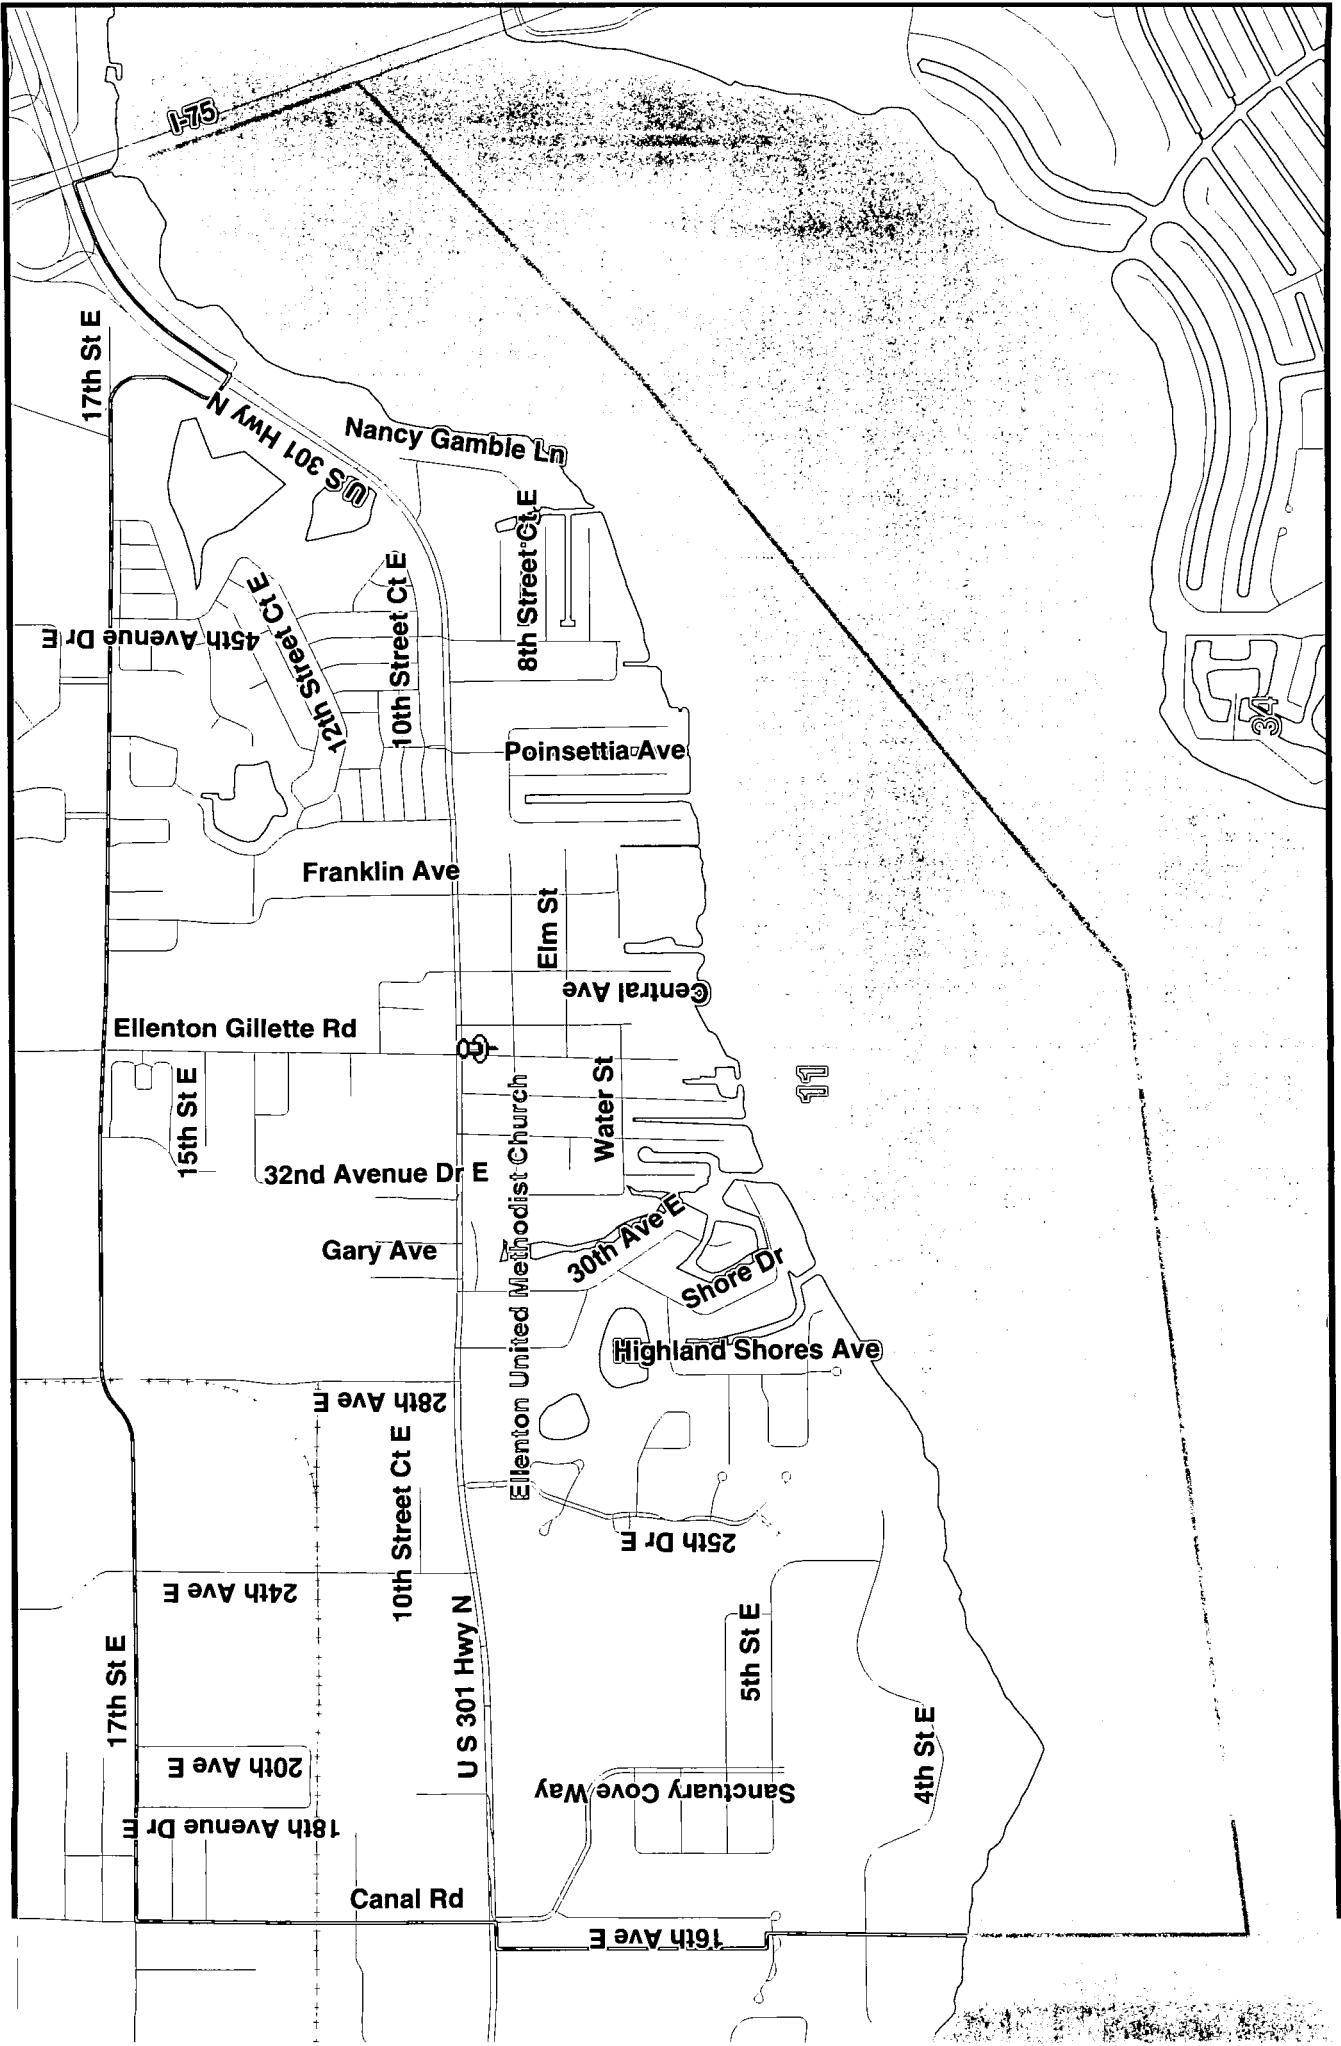 I-75
17th St E
U S 301 Hwy N
Nancy Gamble Ln
8th Street Ct E
45th Avenue Dr E
12th Street Ct E
10th Street Ct E
Poinsettia Ave
34
Franklin Ave
Elm St
Central Ave
Ellenton Gillette Rd
15th St E
Water St
11
32nd Avenue Dr E
Ellenton United Methodist Church
30th Ave E
Gary Ave
Shore Dr
Highland Shores Ave
28th Ave E
10th Street Ct E
25th Dr E
24th Ave E
17th St E
U S 301 Hwy N
5th St E
4th St E
20th Ave E
Sanctuary Cove Way
18th Avenue Dr E
Canal Rd
16th Ave E